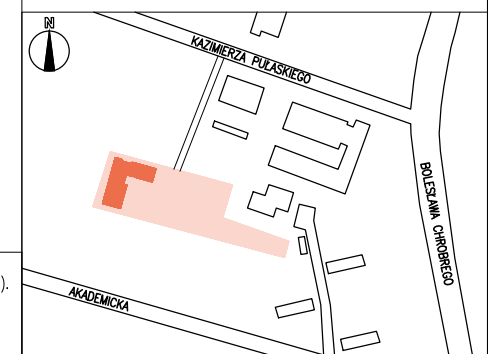 N
KAZIMIERZA PUŁASKIEGO
BOLESŁAWA CHROBREGO
).
AKADEMICKA